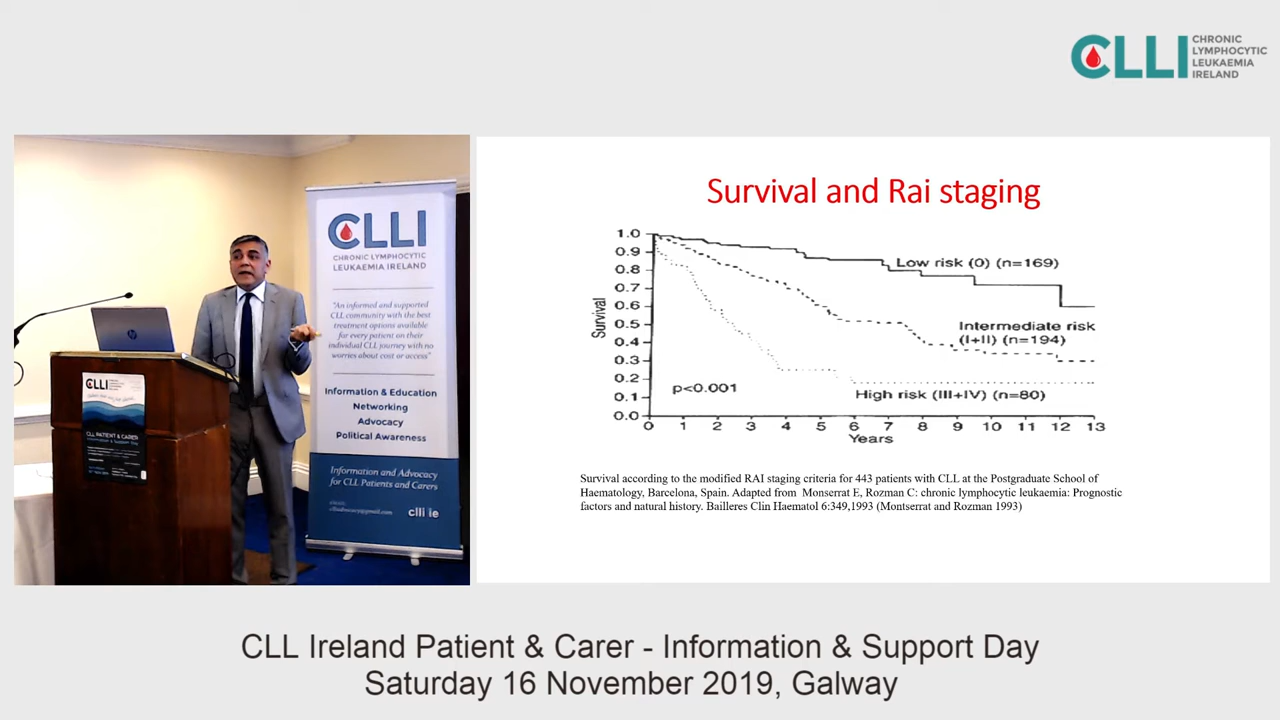 CLLI
CHRONIC
LYMPHOCYTIC
LEUKAEMIA
IRELAND
CLLI
CHRONIC LYMPHOCYTIC
LEUKAEMIA IRELAND
"An informed and supported
CLL community with the best
treatment options available
for every patient on their
individual CLL journey with no
worries about cost or access"
Information & Education
Networking
Advocacy
Political Awareness
Information and Advocacy
for CLL Patients and Carers
clli ie
hp
CLLI
CLL PATIENT & CARER
Survival and Rai staging
Survival
1.0
0.9
0.8
0.7
0.6
0.5
0.4
0.3
0.2
0.1
0.0
Low risk (0) (n=169)
Intermediate risk
(I+II) (n=194)
p<0.001
High risk (III+IV) (n=80)
0 1 2 3 4 5 6 7 8 9 10 11 12 13
Years
Survival according to the modified RAI staging criteria for 443 patients with CLL at the Postgraduate School of
Haematology, Barcelona, Spain. Adapted from Monserrat E, Rozman C: chronic lymphocytic leukaemia: Prognostic
factors and natural history. Bailleres Clin Haematol 6:349,1993 (Montserrat and Rozman 1993)
CLL Ireland Patient & Carer - Information & Support Day
Saturday 16 November 2019, Galway